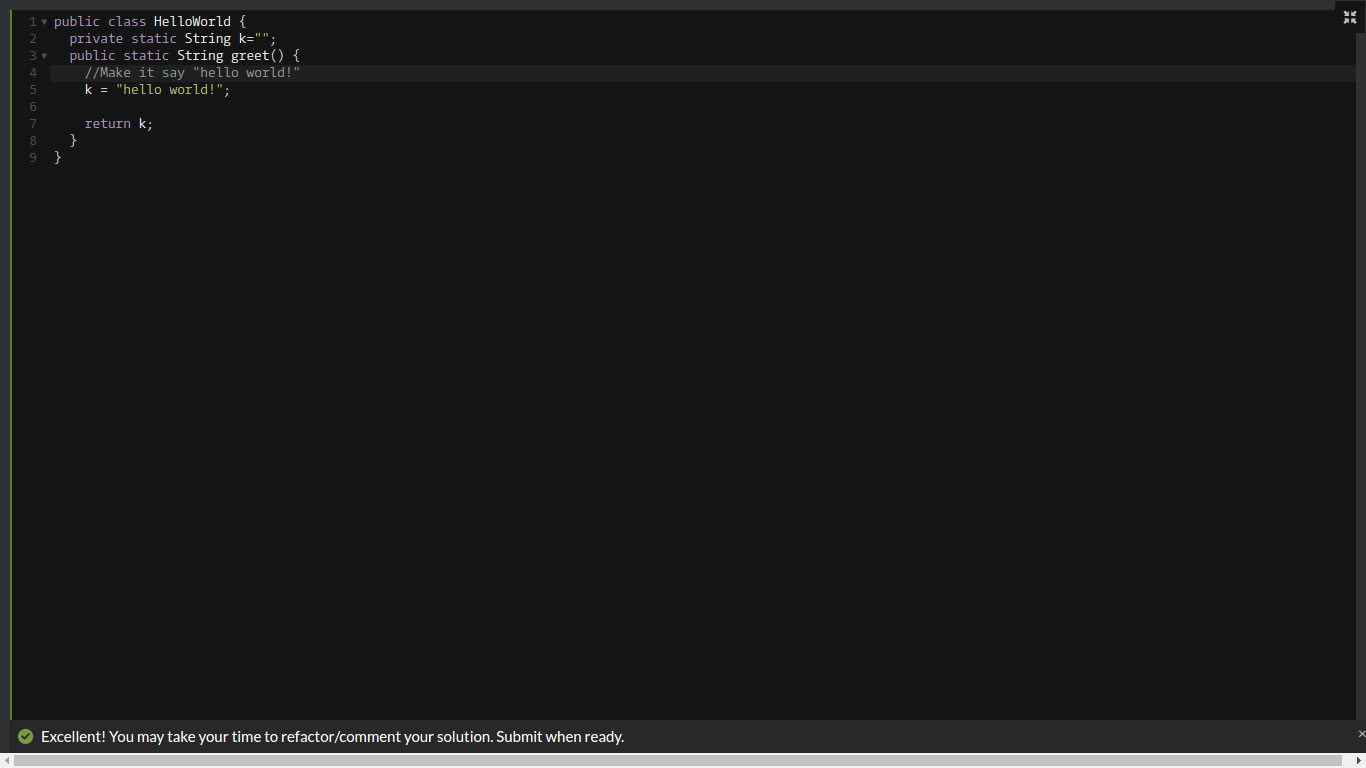 1 public class HelloWorld {
2   private static String k="";
3   public static String greet() {
4     //Make it say "hello world!"
5     k = "hello world!";
6
7     return k;
8   }
9 }
Excellent! You may take your time to refactor/comment your solution. Submit when ready.